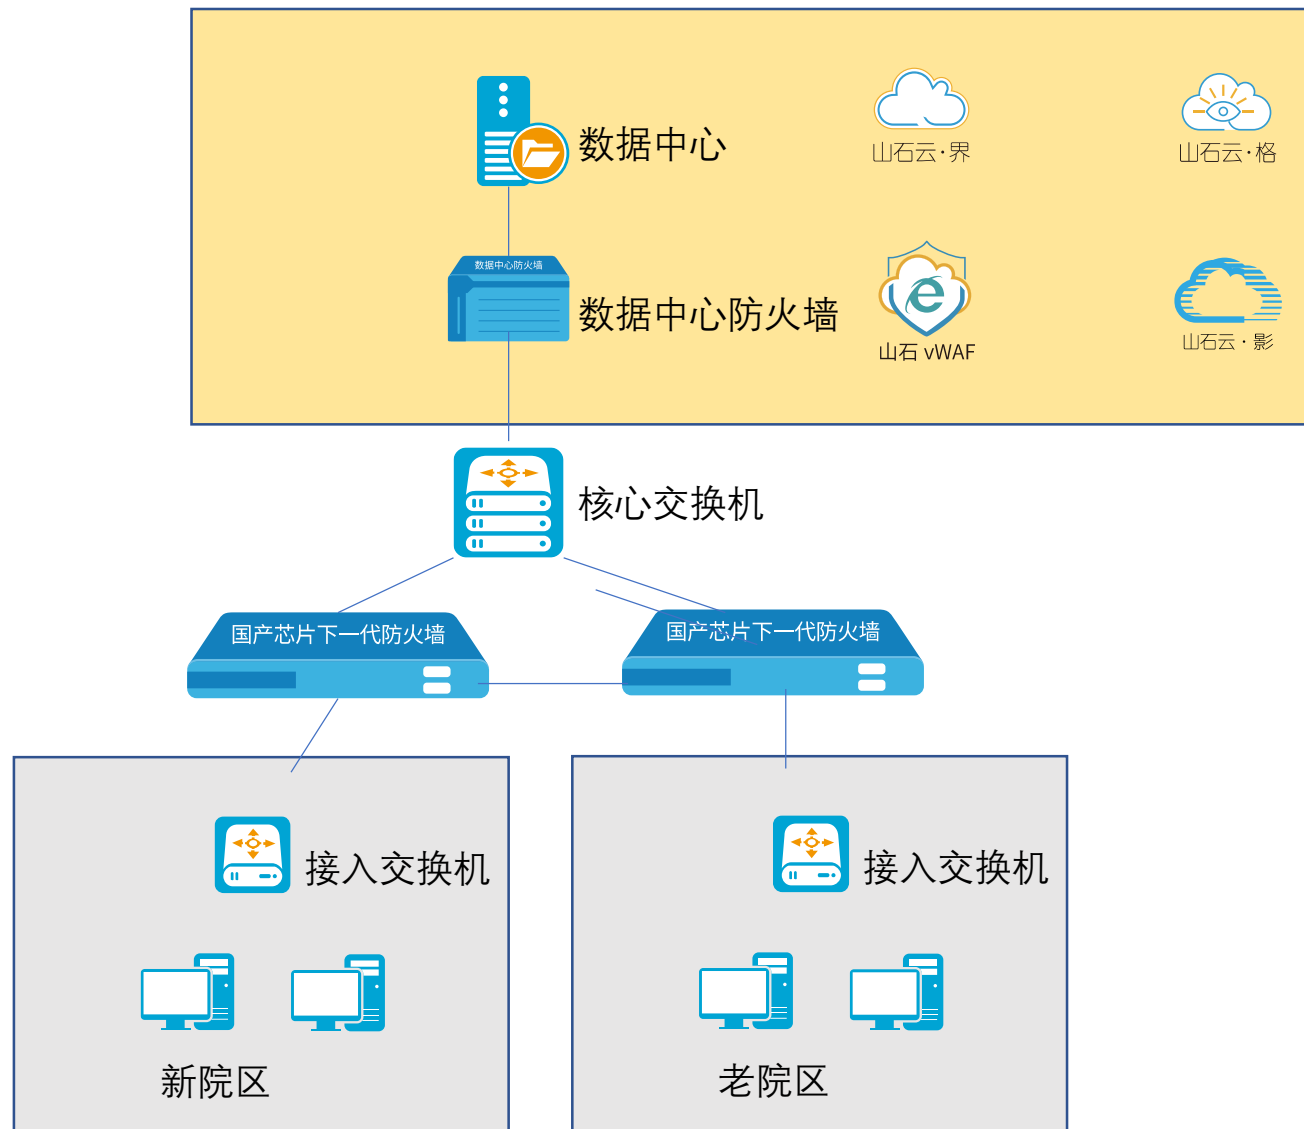 数据中心
山石云·界
山石云·格
数据中心防火墙
数据中心防火墙
山石 vWAF
山石云·影
核心交换机
国产芯片下一代防火墙
国产芯片下一代防火墙
接入交换机
接入交换机
新院区
老院区